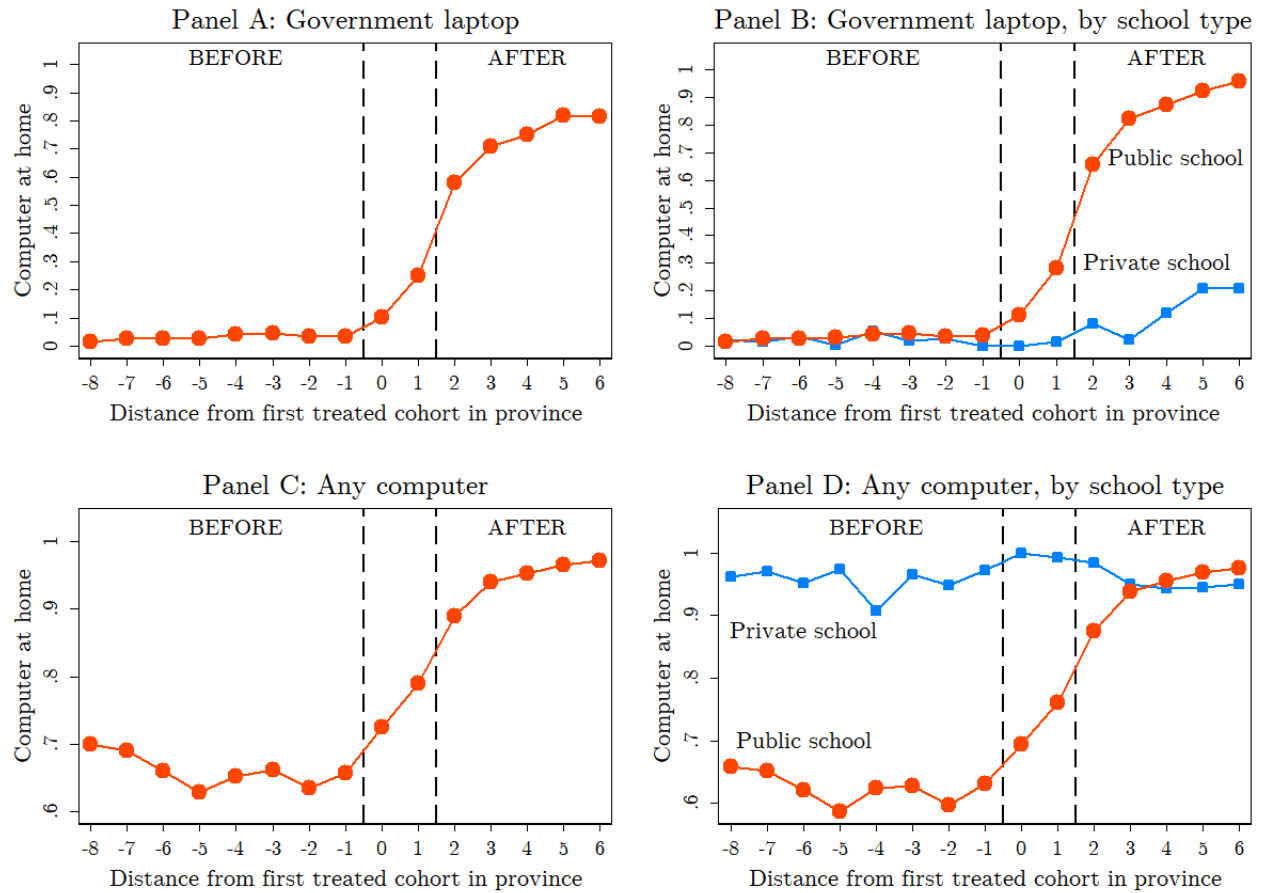 Panel A: Government laptop
BEFORE
AFTER
Computer at home
1
.9
.8
.7
.6
.5
.4
.3
.2
.1
0
-8 -7 -6 -5 -4 -3 -2 -1 0 1 2 3 4 5 6
Distance from first treated cohort in province
Panel B: Government laptop, by school type
BEFORE
AFTER
Computer at home
1
.9
.8
.7
.6
.5
.4
.3
.2
.1
0
Public school
Private school
-8 -7 -6 -5 -4 -3 -2 -1 0 1 2 3 4 5 6
Distance from first treated cohort in province
Panel C: Any computer
BEFORE
AFTER
Computer at home
1
.9
.8
.7
.6
-8 -7 -6 -5 -4 -3 -2 -1 0 1 2 3 4 5 6
Distance from first treated cohort in province
Panel D: Any computer, by school type
BEFORE
AFTER
Computer at home
1
.9
.8
.7
.6
Private school
Public school
-8 -7 -6 -5 -4 -3 -2 -1 0 1 2 3 4 5 6
Distance from first treated cohort in province